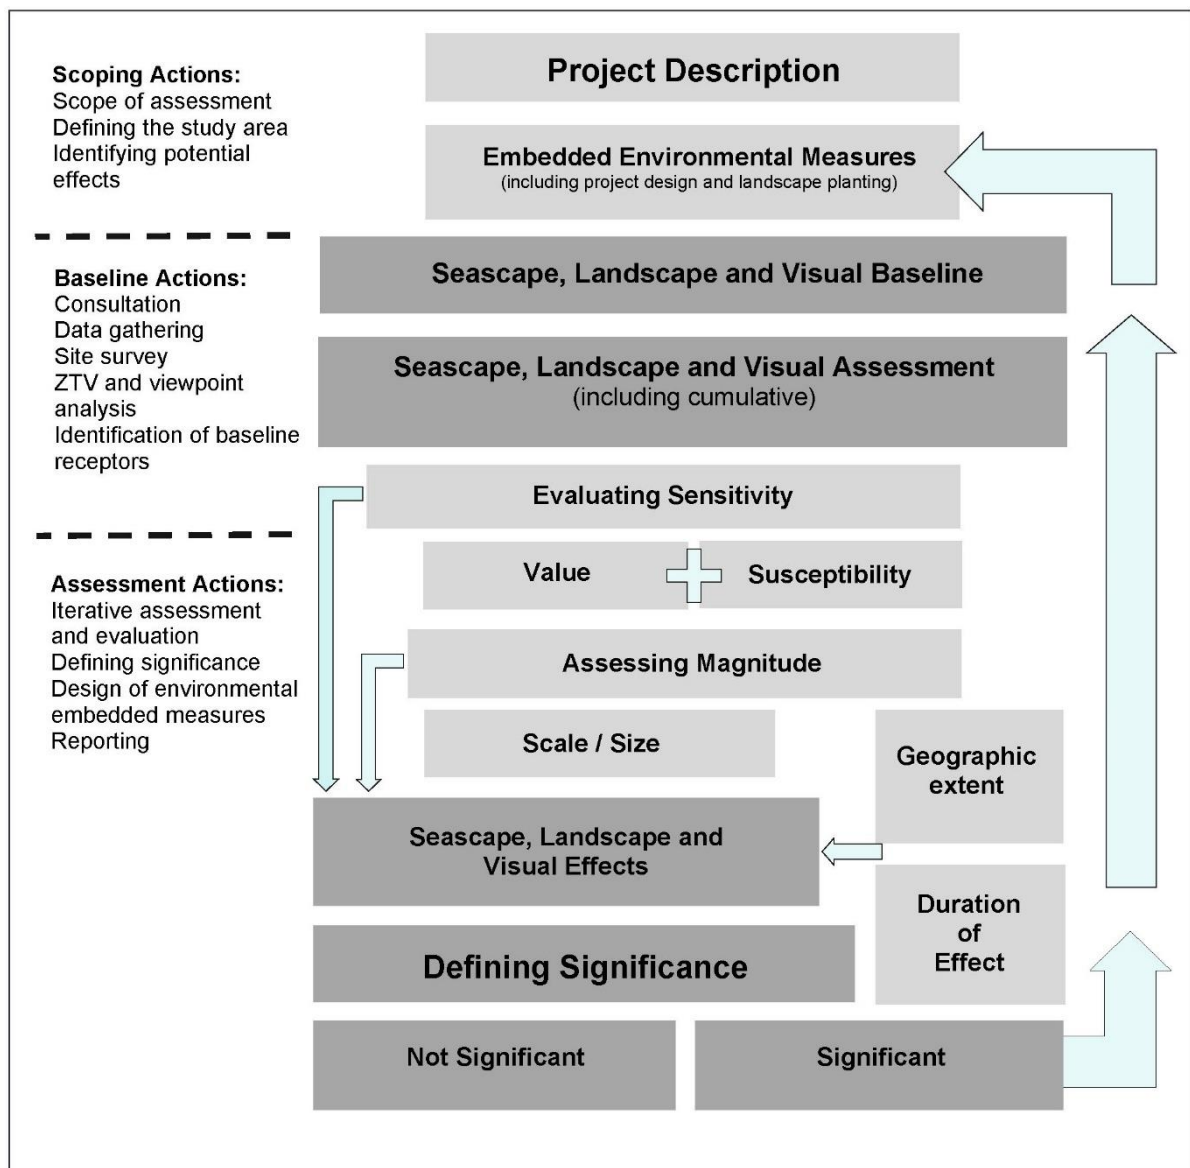 Scoping Actions:
Scope of assessment
Defining the study area
Identifying potential
effects
Project Description
Embedded Environmental Measures
(including project design and landscape planting)
Baseline Actions:
Consultation
Data gathering
Site survey
ZTV and viewpoint
analysis
Identification of baseline
receptors
Seascape, Landscape and Visual Baseline
Seascape, Landscape and Visual Assessment
(including cumulative)
Evaluating Sensitivity
Value
Susceptibility
Assessment Actions:
Iterative assessment
and evaluation
Defining significance
Design of environmental
embedded measures
Reporting
Assessing Magnitude
Scale / Size
Geographic
extent
Seascape, Landscape and
Visual Effects
Duration
of
Effect
Defining Significance
Not Significant
Significant